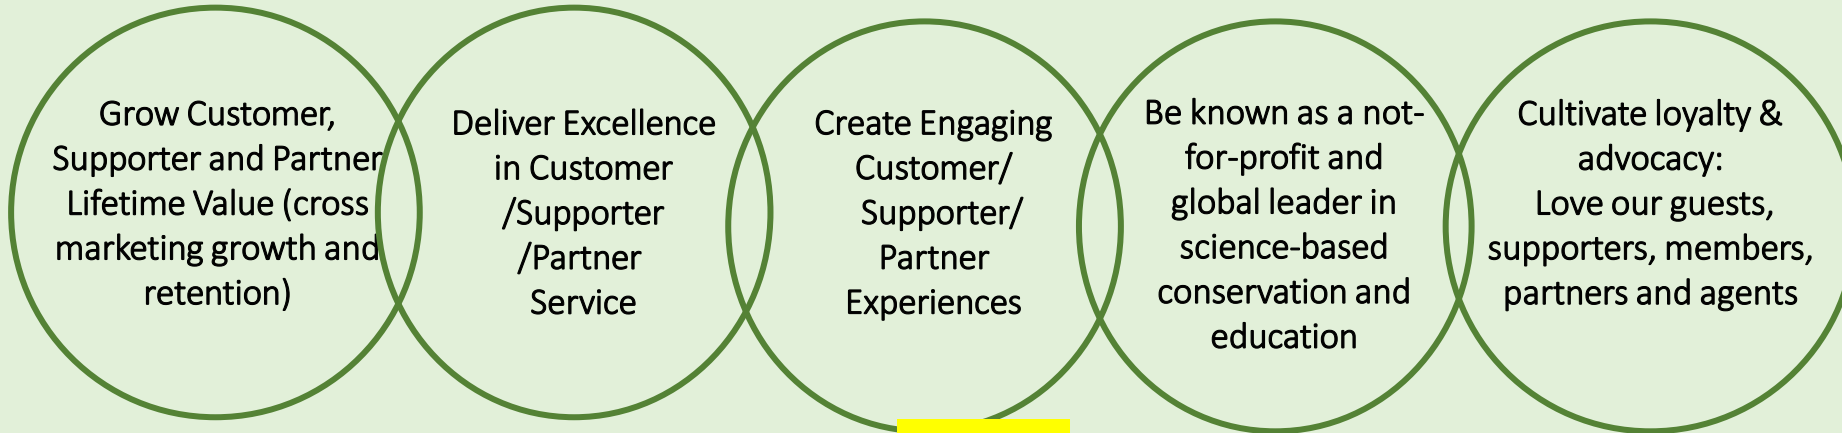 Grow Customer,
Supporter and Partner
Lifetime Value (cross
marketing growth and
retention)
Deliver Excellence
in Customer
/Supporter
/Partner
Service
Create Engaging
Customer/
Supporter/
Partner
Experiences
Be known as a not-
for-profit and
global leader in
science-based
conservation and
education
Cultivate loyalty &
advocacy:
Love our guests,
supporters, members,
partners and agents